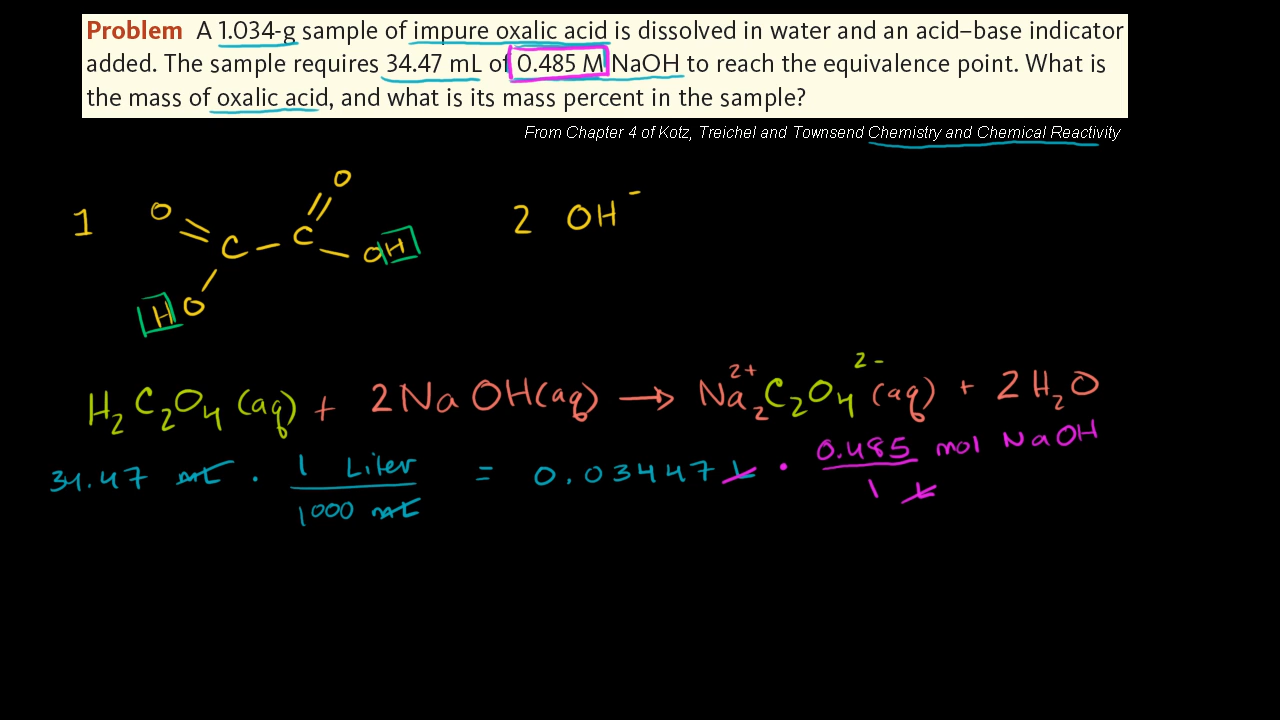 Problem A 1.034-g sample of impure oxalic acid is dissolved in water and an acid–base indicator
added. The sample requires 34.47 mL of 0.485 M NaOH to reach the equivalence point. What is
the mass of oxalic acid, and what is its mass percent in the sample?
From Chapter 4 of Kotz, Treichel and Townsend Chemistry and Chemical Reactivity
O
1 O C C OH 2 OH⁻
HO
H₂C₂O₄ (aq) + 2NaOH(aq) → Na₂²⁺C₂O₄²⁻(aq) + 2H₂O
34.47 mL · 1 Liter / 1000 mL = 0.03447 L · 0.485 mol NaOH / 1 L